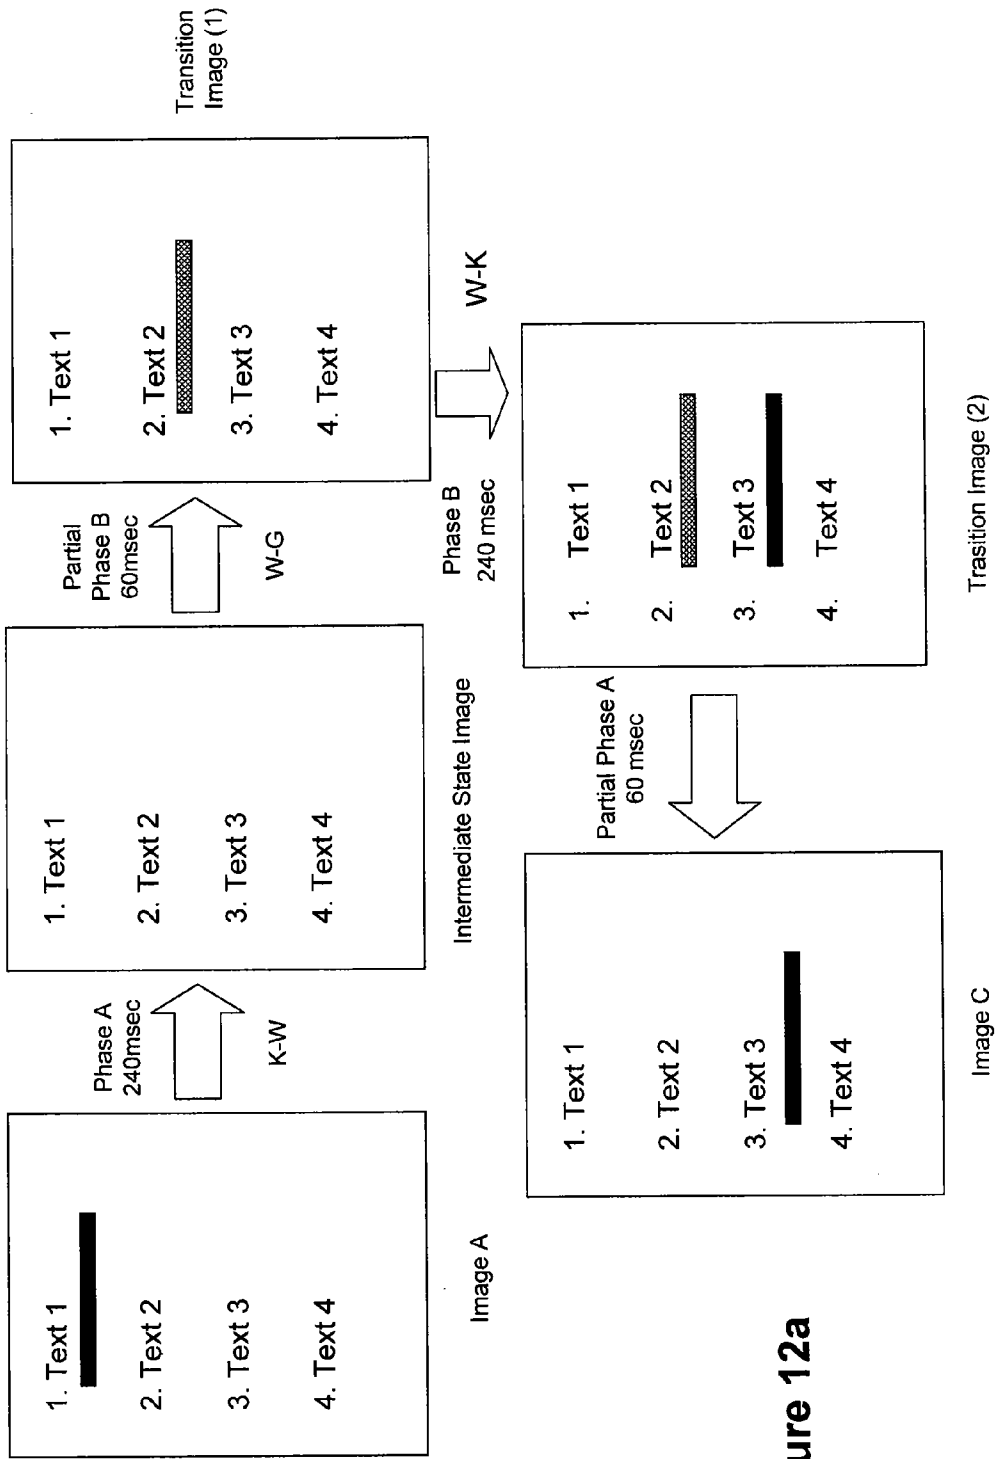 1. Text 1
2. Text 2
3. Text 3
4. Text 4
Image A
Phase A
240msec
K-W
1. Text 1
2. Text 2
3. Text 3
4. Text 4
Intermediate State Image
Partial
Phase B
60msec
W-G
1. Text 1
2. Text 2
3. Text 3
4. Text 4
Transition
Image (1)
Phase B
240 msec
W-K
1. Text 1
2. Text 2
3. Text 3
4. Text 4
Trasition Image (2)
Partial Phase A
60 msec
1. Text 1
2. Text 2
3. Text 3
4. Text 4
Image C
ure 12a